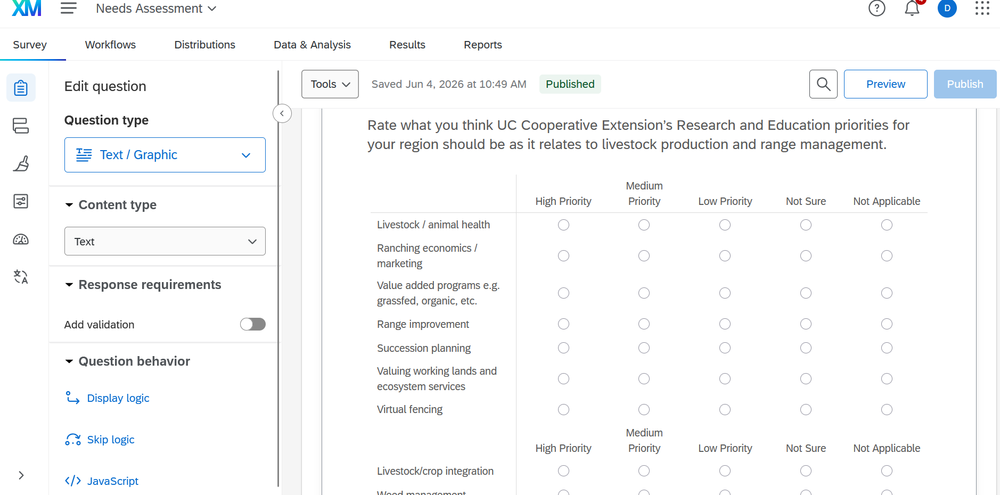 XM
Needs Assessment
?
D
Survey
Workflows
Distributions
Data & Analysis
Results
Reports
Edit question
Tools
Saved Jun 4, 2026 at 10:49 AM
Published
Preview
Publish
Question type
Text / Graphic
Content type
Text
Response requirements
Add validation
Question behavior
Display logic
Skip logic
JavaScript
Rate what you think UC Cooperative Extension’s Research and Education priorities for
your region should be as it relates to livestock production and range management.
High Priority
Medium
Priority
Low Priority
Not Sure
Not Applicable
Livestock / animal health
Ranching economics /
marketing
Value added programs e.g.
grassfed, organic, etc.
Range improvement
Succession planning
Valuing working lands and
ecosystem services
Virtual fencing
High Priority
Medium
Priority
Low Priority
Not Sure
Not Applicable
Livestock/crop integration
Weed management